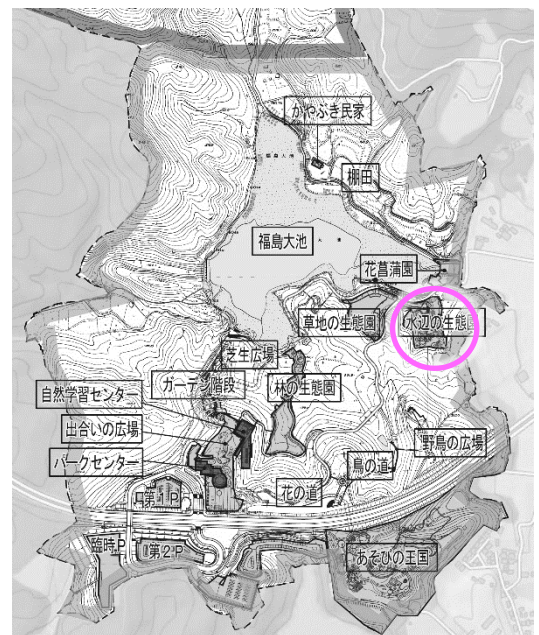 かやぶき民家
棚田
福島大池
福島大池
花菖蒲園
草地の生態園
水辺の生態園
芝生広場
ガーデン階段
林の生態園
自然学習センター
出合いの広場
パークセンター
野鳥の広場
鳥の道
花の道
第1P
臨時P
第2P
あそびの王国